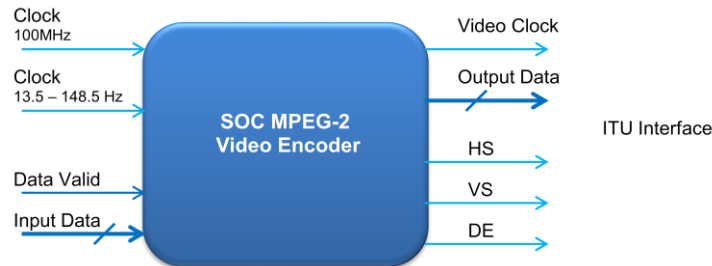 Clock
100MHz
Clock
13.5 – 148.5 Hz
Data Valid
Input Data
SOC MPEG-2
Video Encoder
Video Clock
Output Data
HS
VS
DE
ITU Interface